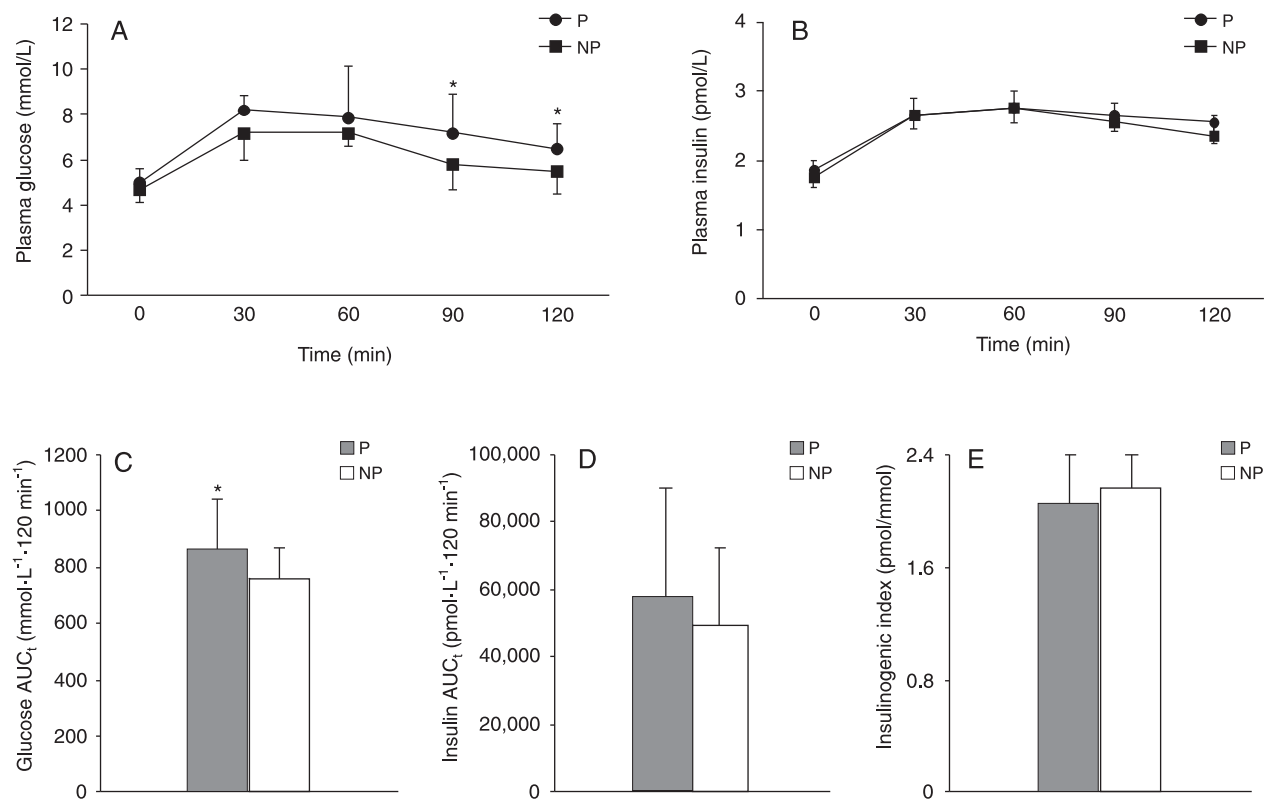 A
P
NP
Plasma glucose (mmol/L)
12
10
8
6
4
2
0
*
*
0 30 60 90 120
Time (min)
B
P
NP
Plasma insulin (pmol/L)
4
3
2
1
0
0 30 60 90 120
Time (min)
C
P
NP
Glucose AUCt (mmol·L-1·120 min-1)
1200
1000
800
600
400
200
0
*
D
P
NP
Insulin AUCt (pmol·L-1·120 min-1)
100,000
80,000
60,000
40,000
20,000
0
E
P
NP
Insulinogenic index (pmol/mmol)
2.4
1.6
0.8
0